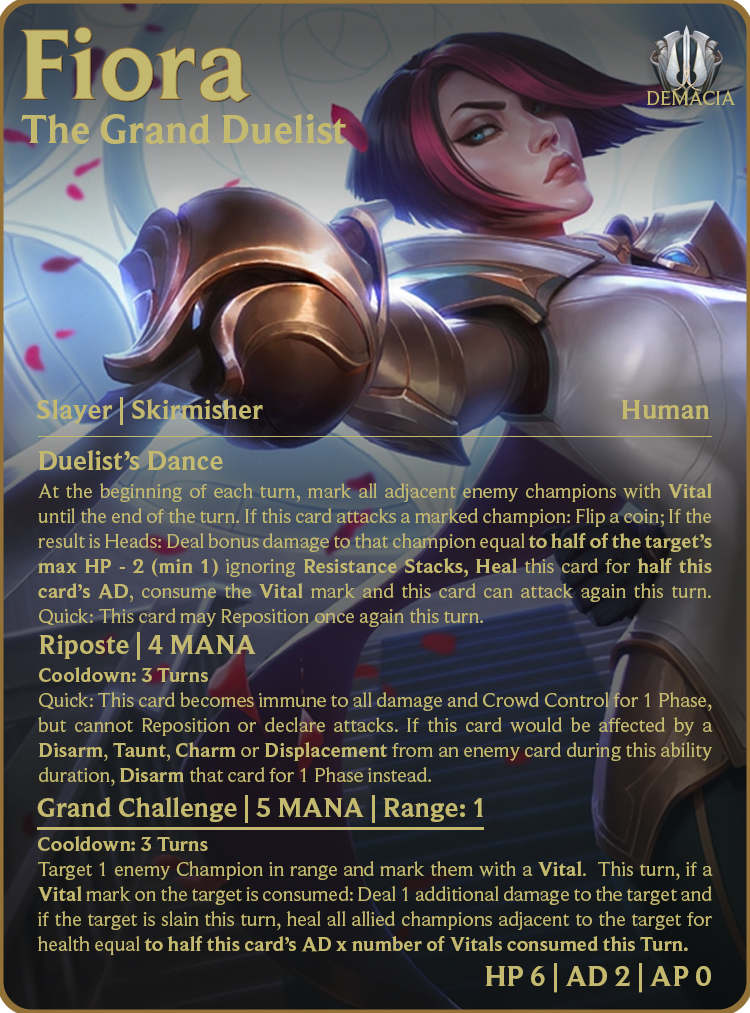 Fiora
DEMACIA
The Grand Duelist
Slayer | Skirmisher
Human
Duelist's Dance
At the beginning of each turn, mark all adjacent enemy champions with Vital
until the end of the turn. If this card attacks a marked champion: Flip a coin; If the
result is Heads: Deal bonus damage to that champion equal to half of the target's
max HP - 2 (min 1) ignoring Resistance Stacks, Heal this card for half this
card's AD, consume the Vital mark and this card can attack again this turn.
Quick: This card may Reposition once again this turn.
Riposte | 4 MANA
Cooldown: 3 Turns
Quick: This card becomes immune to all damage and Crowd Control for 1 Phase,
but cannot Reposition or declare attacks. If this card would be affected by a
Disarm, Taunt, Charm or Displacement from an enemy card during this ability
duration, Disarm that card for 1 Phase instead.
Grand Challenge | 5 MANA | Range: 1
Cooldown: 3 Turns
Target 1 enemy Champion in range and mark them with a Vital. This turn, if a
Vital mark on the target is consumed: Deal 1 additional damage to the target and
if the target is slain this turn, heal all allied champions adjacent to the target for
health equal to half this card's AD x number of Vitals consumed this Turn.
HP 6 | AD 2 | AP 0